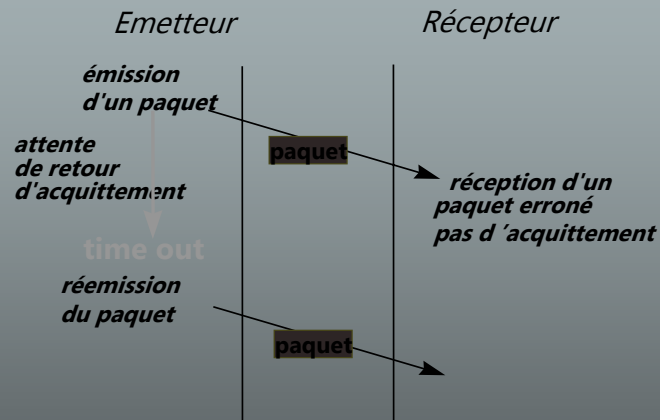 Emetteur
Récepteur
émission
d'un paquet
paquet
attente
de retour
d'acquittement
réception d'un
paquet erroné
pas d ’acquittement
time out
réemission
du paquet
paquet